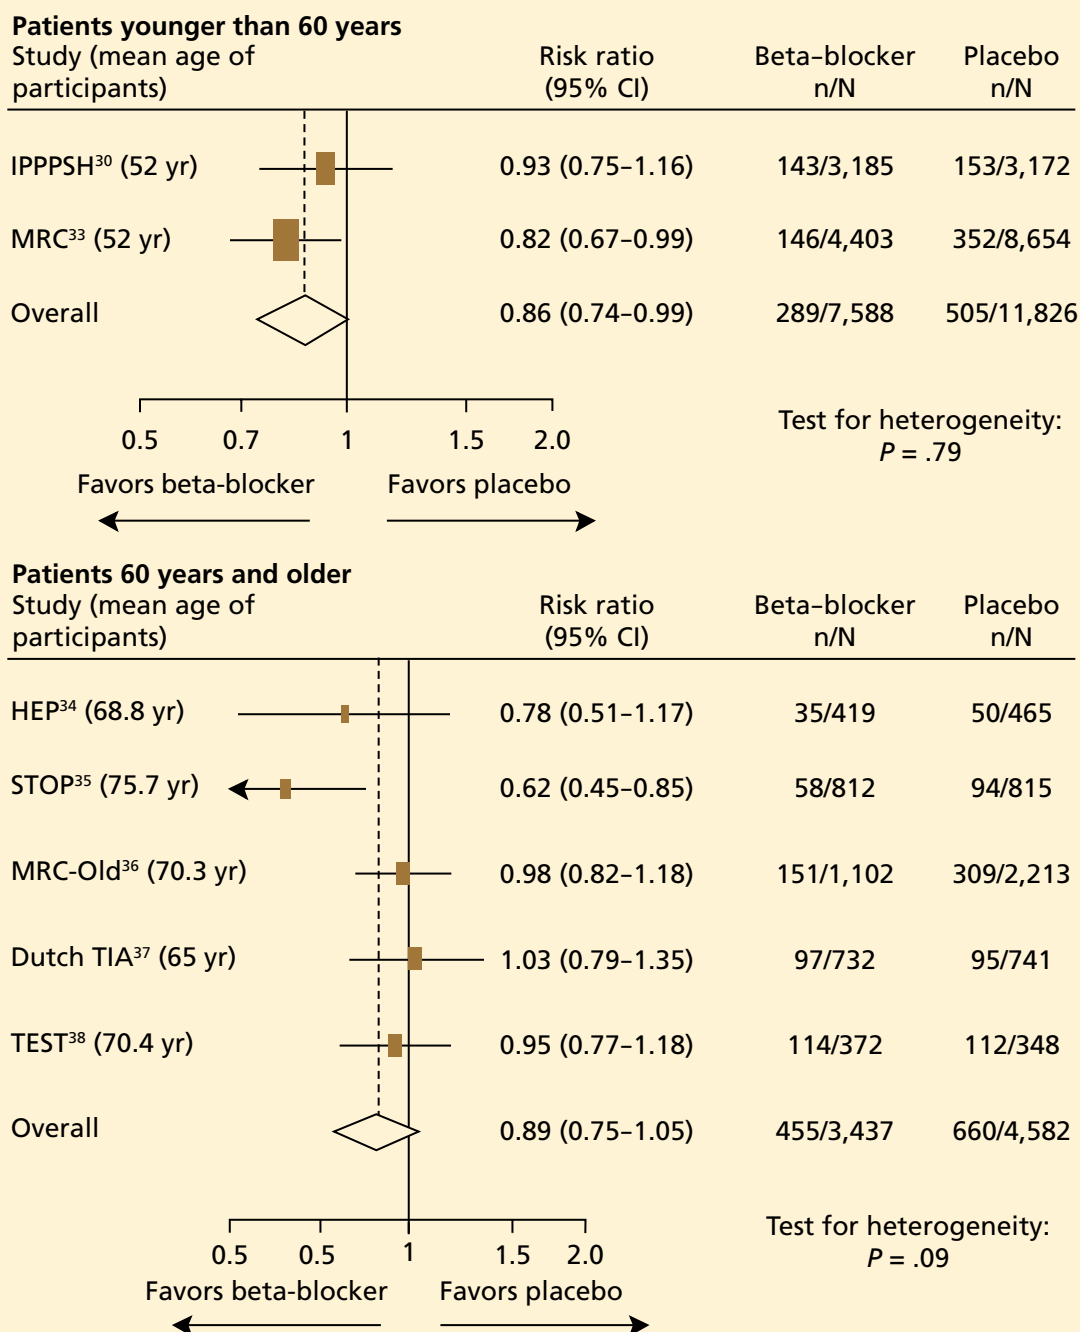 Patients younger than 60 years
Study (mean age of participants) Risk ratio (95% CI) Beta-blocker n/N Placebo n/N
IPPPSH30 (52 yr) 0.93 (0.75–1.16) 143/3,185 153/3,172
MRC33 (52 yr) 0.82 (0.67–0.99) 146/4,403 352/8,654
Overall 0.86 (0.74–0.99) 289/7,588 505/11,826
0.5 0.7 1 1.5 2.0
Test for heterogeneity:
P = .79
Favors beta-blocker Favors placebo
Patients 60 years and older
Study (mean age of participants) Risk ratio (95% CI) Beta-blocker n/N Placebo n/N
HEP34 (68.8 yr) 0.78 (0.51–1.17) 35/419 50/465
STOP35 (75.7 yr) 0.62 (0.45–0.85) 58/812 94/815
MRC-Old36 (70.3 yr) 0.98 (0.82–1.18) 151/1,102 309/2,213
Dutch TIA37 (65 yr) 1.03 (0.79–1.35) 97/732 95/741
TEST38 (70.4 yr) 0.95 (0.77–1.18) 114/372 112/348
Overall 0.89 (0.75–1.05) 455/3,437 660/4,582
0.5 0.5 1 1.5 2.0
Test for heterogeneity:
P = .09
Favors beta-blocker Favors placebo